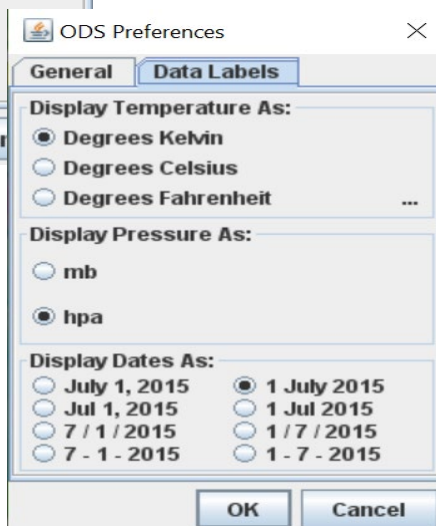 ODS Preferences
General Data Labels
Display Temperature As:
Degrees Kelvin
Degrees Celsius
Degrees Fahrenheit ...
Display Pressure As:
mb
hpa
Display Dates As:
July 1, 2015 1 July 2015
Jul 1, 2015 1 Jul 2015
7 / 1 / 2015 1 / 7 / 2015
7 - 1 - 2015 1 - 7 - 2015
OK Cancel